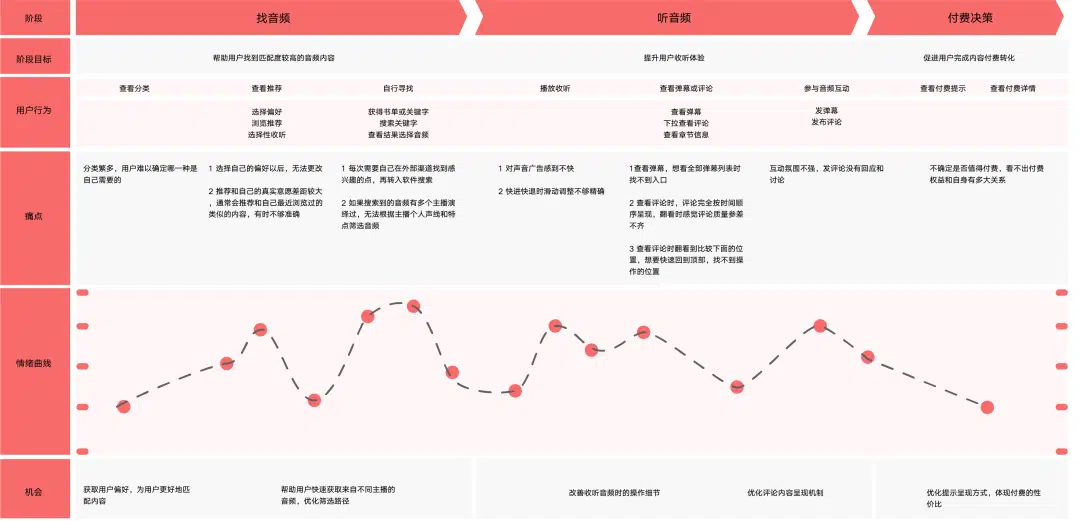 阶段
找音频
听音频
付费决策
阶段目标
帮助用户找到匹配度较高的音频内容
提升用户收听体验
促进用户完成内容付费转化
用户行为
查看分类
查看推荐
自行寻找
播放收听
查看弹幕或评论
参与音频互动
查看付费提示
查看付费详情
选择偏好
浏览推荐
选择性收听
获得书单或关键字
搜索关键字
查看结果选择音频
查看弹幕
下拉查看评论
查看章节信息
发弹幕
发布评论
痛点
分类繁多，用户难以确定哪一种是
自己需要的
1 选择自己的偏好以后，无法更改
2 推荐和自己的真实意愿差距较大
，通常会推荐和自己最近浏览过的
类似的内容，有时不够准确
1 每次需要自己在外部渠道找到感
兴趣的点，再转入软件搜索
2 如果搜索到的音频有多个主播演
绎过，无法根据主播个人声线和特
点筛选音频
1 对声音广告感到不快
2 快进快退时滑动调整不够精确
1查看弹幕，想看全部弹幕列表时
找不到入口
2 查看评论时，评论完全按时间顺
序呈现，翻看时感觉评论质量参差
不齐
3 查看评论时翻看到比较下面的位
置，想要快速回到顶部，找不到操
作的位置
互动氛围不强，发评论没有回应和
讨论
不确定是否值得付费，看不出付费
权益和自身有多大关系
情绪曲线
机会
获取用户偏好，为用户更好地匹
配内容
帮助用户快速获取来自不同主播的
音频，优化筛选路径
改善收听音频时的操作细节
优化评论内容呈现机制
优化提示呈现方式，体现付费的性
价比